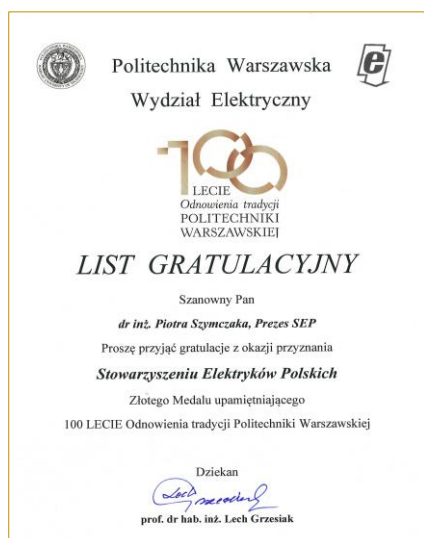 Politechnika Warszawska
Wydział Elektryczny
e
100
LECIE
Odnowienia tradycji
POLITECHNIKI
WARSZAWSKIEJ
LIST GRATULACYJNY
Szanowny Pan
dr inż. Piotra Szymczaka, Prezes SEP
Proszę przyjąć gratulacje z okazji przyznania
Stowarzyszeniu Elektryków Polskich
Złotego Medalu upamiętniającego
100 LECIE Odnowienia tradycji Politechniki Warszawskiej
Dziekan
prof. dr hab. inż. Lech Grzesiak